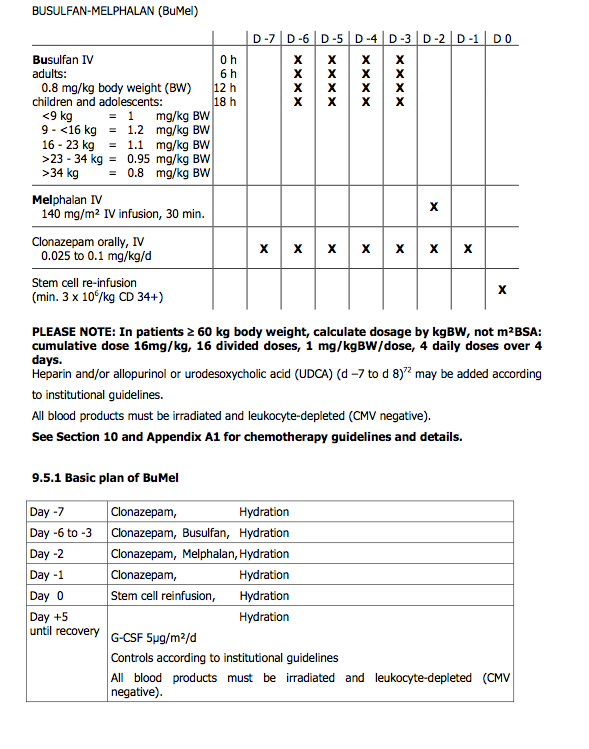 BUSULFAN-MELPHALAN (BuMel)
D -7 D -6 D -5 D -4 D -3 D -2 D -1 D 0
Busulfan IV 0 h X X X X
adults: 6 h X X X X
0.8 mg/kg body weight (BW) 12 h X X X X
children and adolescents: 18 h X X X X
<9 kg = 1 mg/kg BW
9 - <16 kg = 1.2 mg/kg BW
16 - 23 kg = 1.1 mg/kg BW
>23 - 34 kg = 0.95 mg/kg BW
>34 kg = 0.8 mg/kg BW
Melphalan IV
140 mg/m² IV infusion, 30 min. X
Clonazepam orally, IV
0.025 to 0.1 mg/kg/d X X X X X X X
Stem cell re-infusion
(min. 3 x 10⁶/kg CD 34+) X
PLEASE NOTE: In patients ≥ 60 kg body weight, calculate dosage by kgBW, not m²BSA:
cumulative dose 16mg/kg, 16 divided doses, 1 mg/kgBW/dose, 4 daily doses over 4
days.
Heparin and/or allopurinol or urodesoxycholic acid (UDCA) (d –7 to d 8)⁷² may be added according
to institutional guidelines.
All blood products must be irradiated and leukocyte-depleted (CMV negative).
See Section 10 and Appendix A1 for chemotherapy guidelines and details.
9.5.1 Basic plan of BuMel
Day -7 Clonazepam, Hydration
Day -6 to -3 Clonazepam, Busulfan, Hydration
Day -2 Clonazepam, Melphalan, Hydration
Day -1 Clonazepam, Hydration
Day 0 Stem cell reinfusion, Hydration
Day +5 Hydration
until recovery
G-CSF 5µg/m²/d
Controls according to institutional guidelines
All blood products must be irradiated and leukocyte-depleted (CMV
negative).